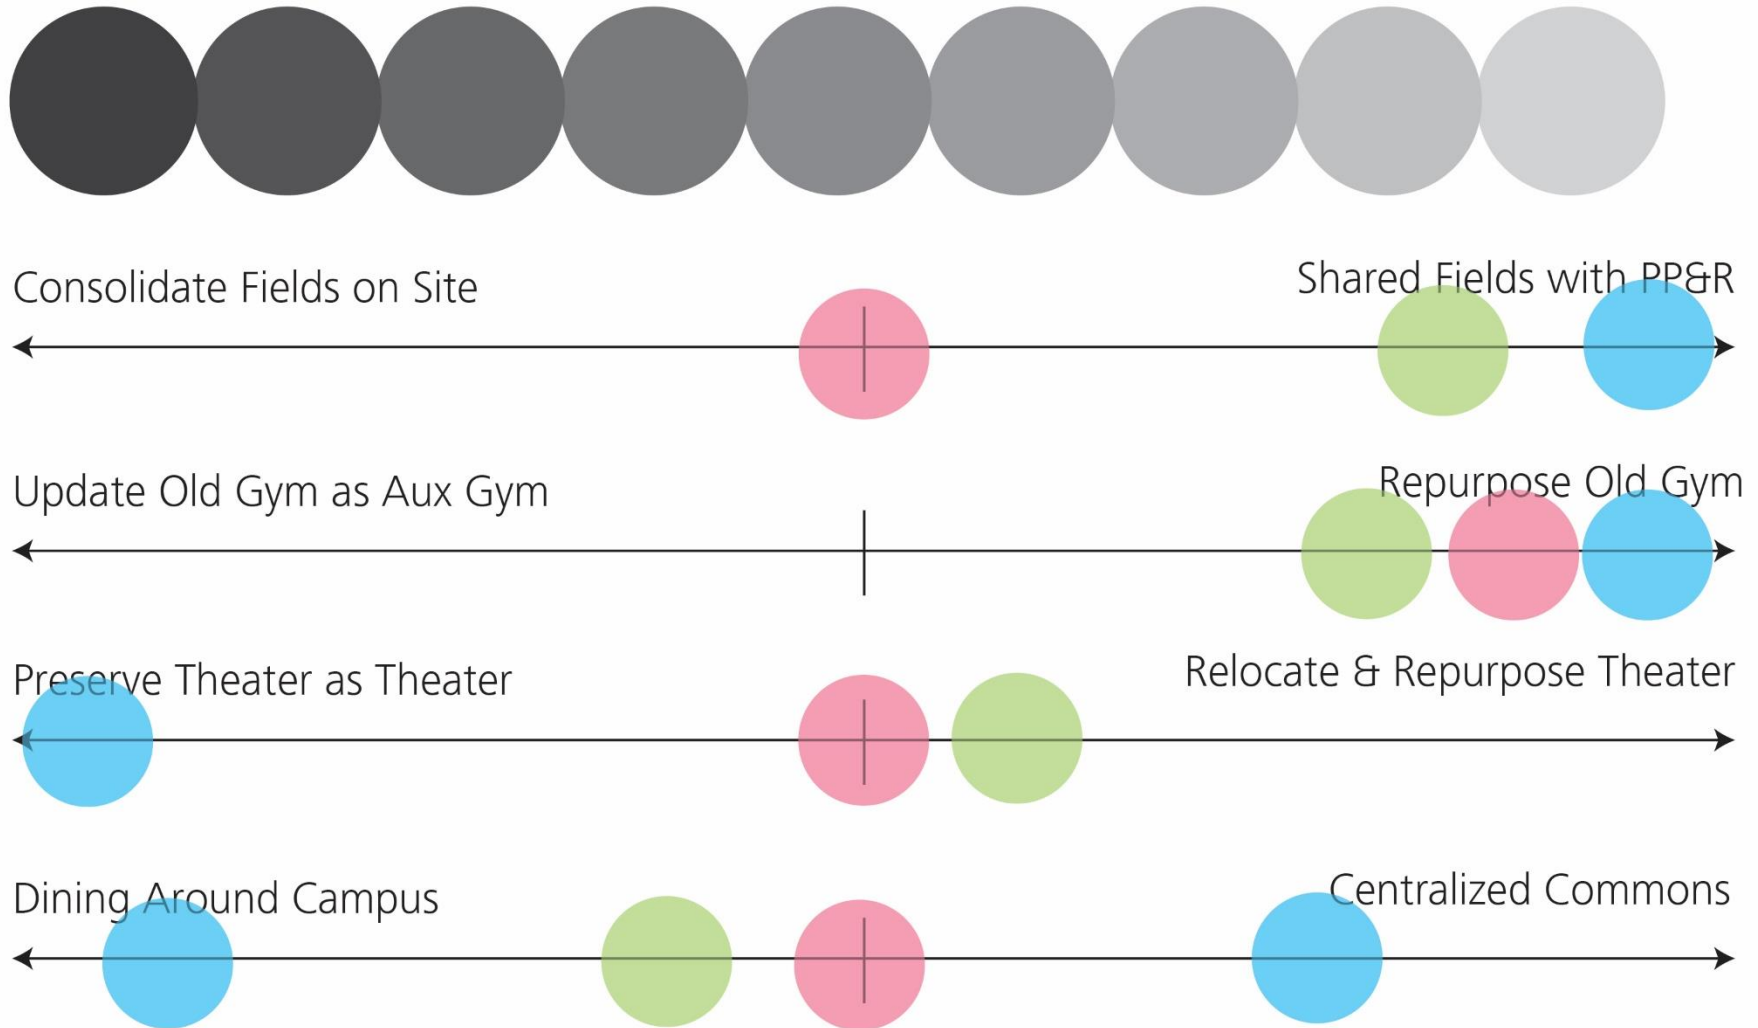 Consolidate Fields on Site
Shared Fields with PP&R
Update Old Gym as Aux Gym
Repurpose Old Gym
Preserve Theater as Theater
Relocate & Repurpose Theater
Dining Around Campus
Centralized Commons